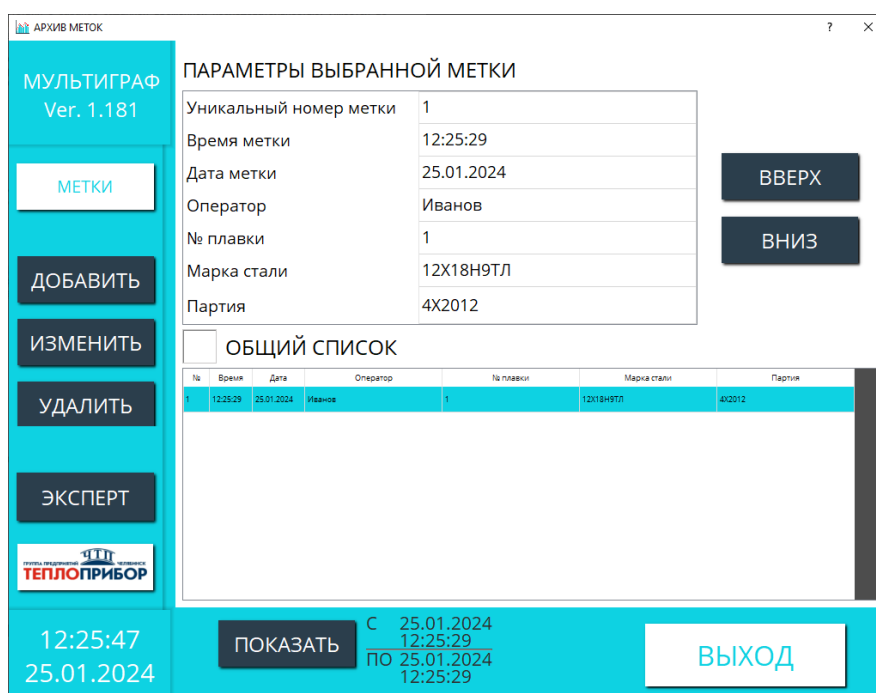 АРХИВ МЕТОК
?
МУЛЬТИГРАФ
Ver. 1.181
МЕТКИ
ДОБАВИТЬ
ИЗМЕНИТЬ
УДАЛИТЬ
ЭКСПЕРТ
ЧТП
ГРУППА ПРЕДПРИЯТИЙ ЧЕЛЯБИНСК
ТЕПЛОПРИБОР
12:25:47
25.01.2024
ПАРАМЕТРЫ ВЫБРАННОЙ МЕТКИ
Уникальный номер метки 1
Время метки 12:25:29
Дата метки 25.01.2024
Оператор Иванов
№ плавки 1
Марка стали 12Х18Н9ТЛ
Партия 4Х2012
ВВЕРХ
ВНИЗ
ОБЩИЙ СПИСОК
№ Время Дата Оператор № плавки Марка стали Партия
1 12:25:29 25.01.2024 Иванов 1 12Х18Н9ТЛ 4Х2012
ПОКАЗАТЬ
С 25.01.2024
12:25:29
ПО 25.01.2024
12:25:29
ВЫХОД